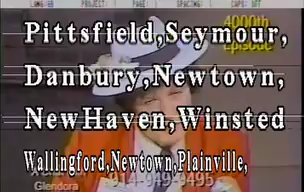 4000th
Episode
Pittsfield,Seymour,
Danbury,Newtown,
NewHaven,Winsted
Wallingford,Newtown,Plainville,
Glendora